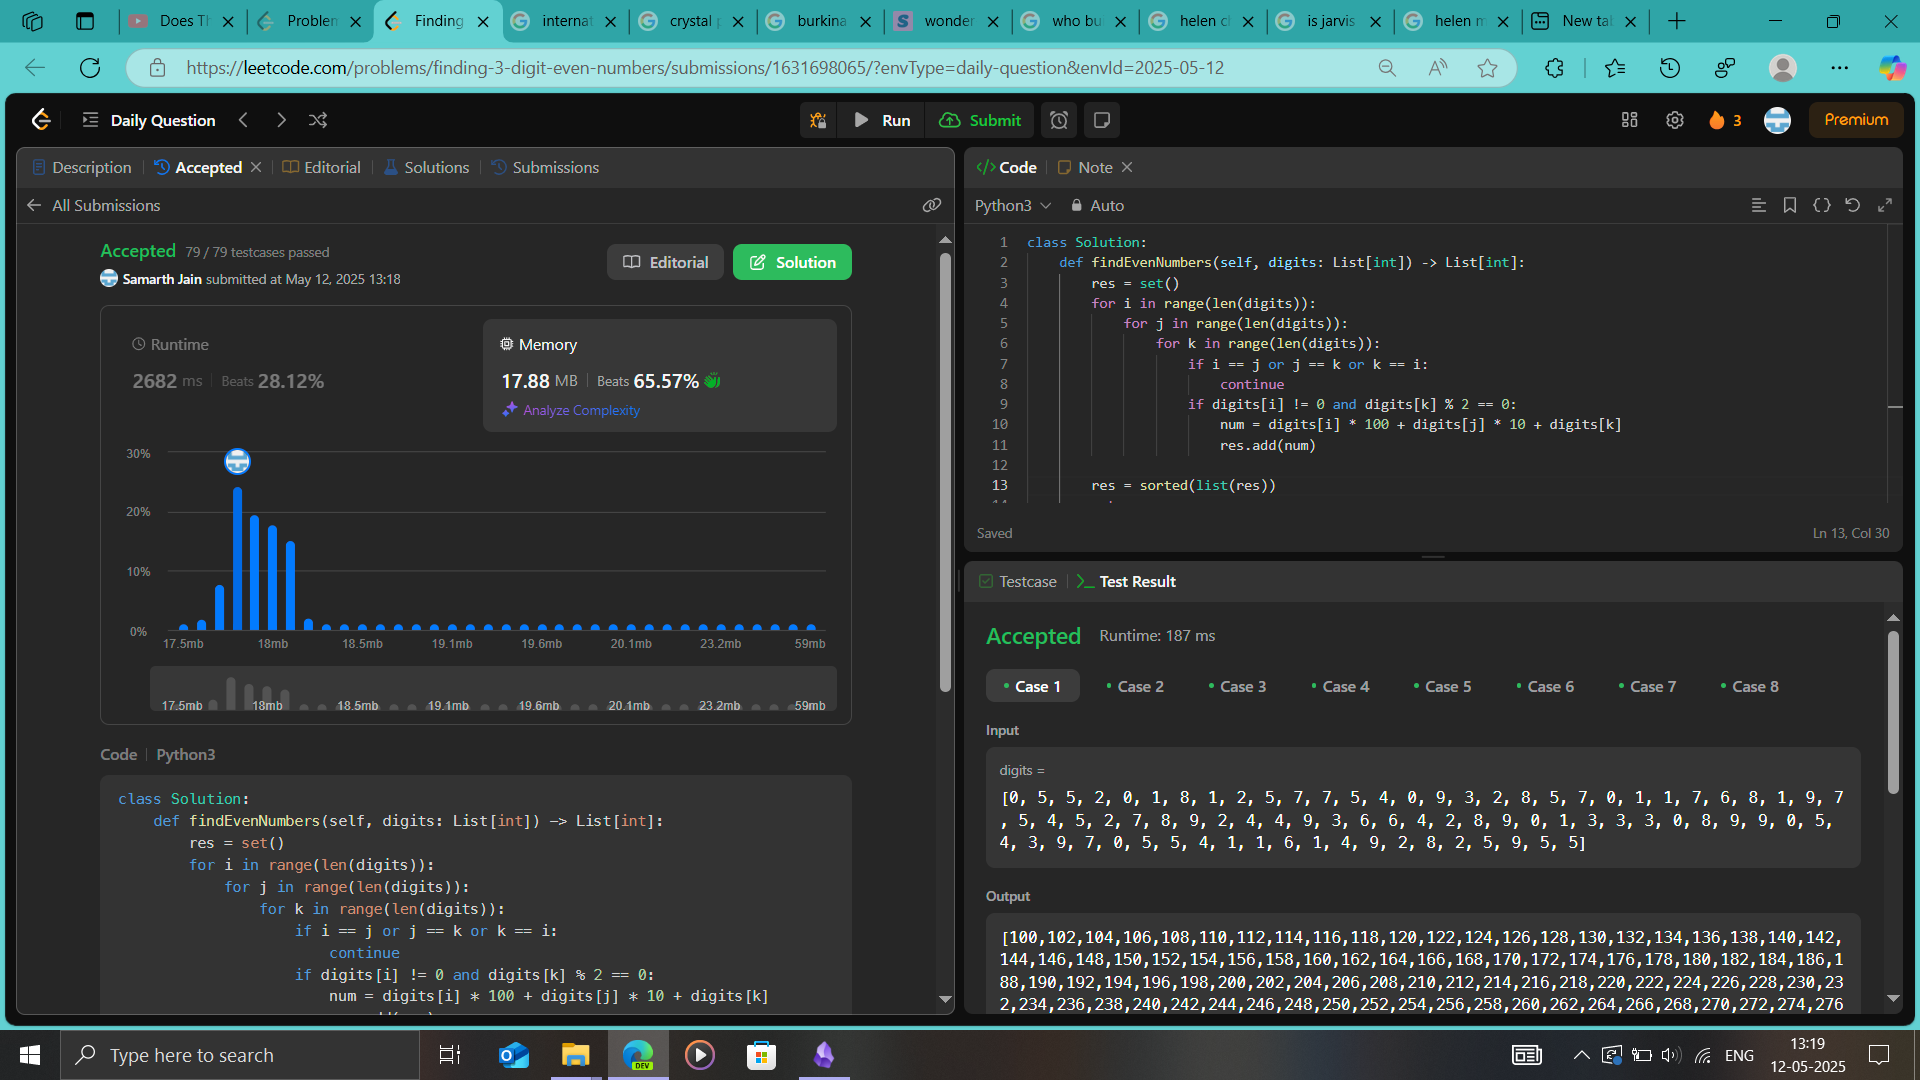 Does Th
Problen
Finding
internat
crystal p
burkina
wonder
who bu
helen cl
is jarvis
helen m
New tab
https://leetcode.com/problems/finding-3-digit-even-numbers/submissions/1631698065/?envType=daily-question&envId=2025-05-12
Daily Question
Run
Submit
3
Premium
Description
Accepted
Editorial
Solutions
Submissions
All Submissions
Accepted 79 / 79 testcases passed
Samarth Jain submitted at May 12, 2025 13:18
Editorial
Solution
Runtime
2682 ms
Beats 28.12%
Memory
17.88 MB
Beats 65.57%
Analyze Complexity
30%
20%
10%
0%
17.5mb 18mb 18.5mb 19.1mb 19.6mb 20.1mb 23.2mb 59mb
17.5mb 18mb 18.5mb 19.1mb 19.6mb 20.1mb 23.2mb 59mb
Code | Python3
class Solution:
def findEvenNumbers(self, digits: List[int]) -> List[int]:
res = set()
for i in range(len(digits)):
for j in range(len(digits)):
for k in range(len(digits)):
if i == j or j == k or k == i:
continue
if digits[i] != 0 and digits[k] % 2 == 0:
num = digits[i] * 100 + digits[j] * 10 + digits[k]
Code
Note
Python3
Auto
1 class Solution:
2 def findEvenNumbers(self, digits: List[int]) -> List[int]:
3 res = set()
4 for i in range(len(digits)):
5 for j in range(len(digits)):
6 for k in range(len(digits)):
7 if i == j or j == k or k == i:
8 continue
9 if digits[i] != 0 and digits[k] % 2 == 0:
10 num = digits[i] * 100 + digits[j] * 10 + digits[k]
11 res.add(num)
12
13 res = sorted(list(res))
Saved
Ln 13, Col 30
Testcase
Test Result
Accepted Runtime: 187 ms
Case 1
Case 2
Case 3
Case 4
Case 5
Case 6
Case 7
Case 8
Input
digits =
[0, 5, 5, 2, 0, 1, 8, 1, 2, 5, 7, 7, 5, 4, 0, 9, 3, 2, 8, 5, 7, 0, 1, 1, 7, 6, 8, 1, 9, 7
, 5, 4, 5, 2, 7, 8, 9, 2, 4, 4, 9, 3, 6, 6, 4, 2, 8, 9, 0, 1, 3, 3, 3, 0, 8, 9, 9, 0, 5,
4, 3, 9, 7, 0, 5, 5, 4, 1, 1, 6, 1, 4, 9, 2, 8, 2, 5, 9, 5, 5]
Output
[100,102,104,106,108,110,112,114,116,118,120,122,124,126,128,130,132,134,136,138,140,142,
144,146,148,150,152,154,156,158,160,162,164,166,168,170,172,174,176,178,180,182,184,186,1
88,190,192,194,196,198,200,202,204,206,208,210,212,214,216,218,220,222,224,226,228,230,23
2,234,236,238,240,242,244,246,248,250,252,254,256,258,260,262,264,266,268,270,272,274,276
Type here to search
DEV
ENG
13:19
12-05-2025